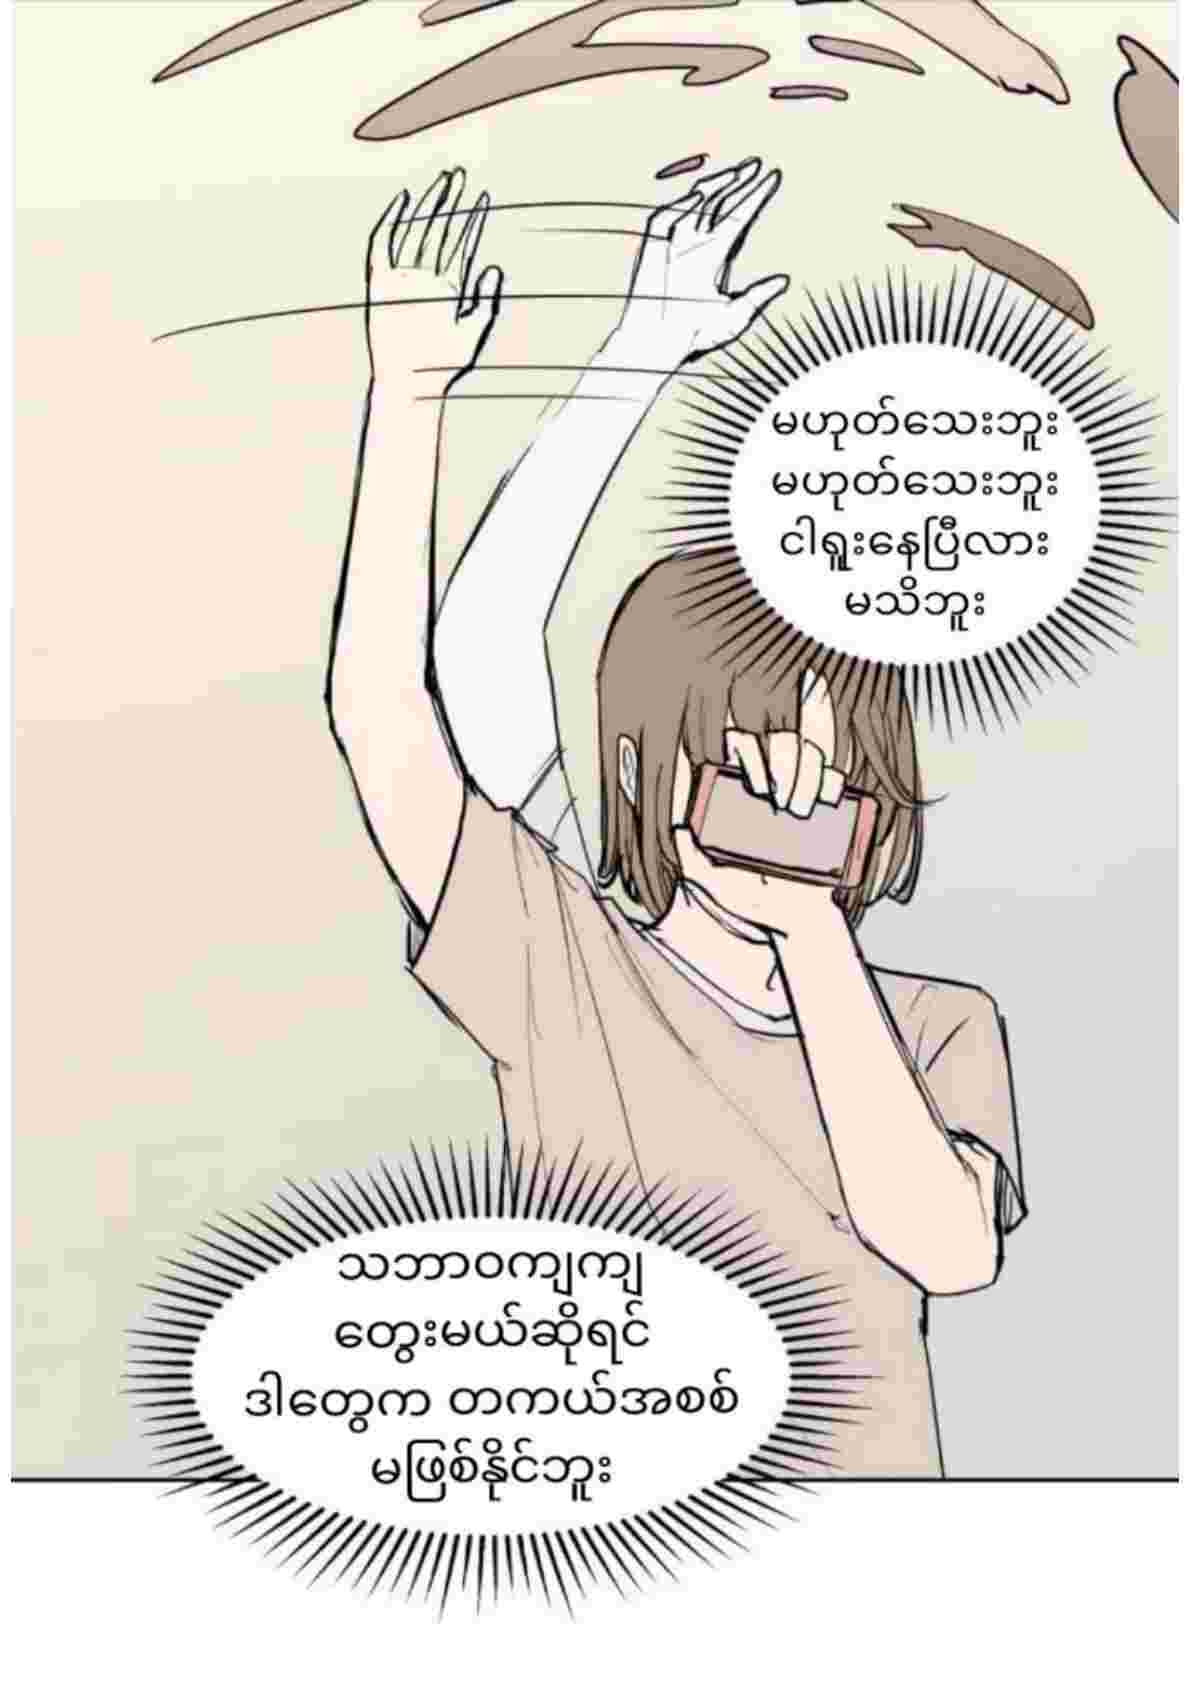 မဟုတ်သေးဘူး
မဟုတ်သေးဘူး
ငါရူးနေပြီလား
မသိဘူး
သဘာဝကျကျ
တွေးမယ်ဆိုရင်
ဒါတွေက တကယ်အစစ်
မဖြစ်နိုင်ဘူး